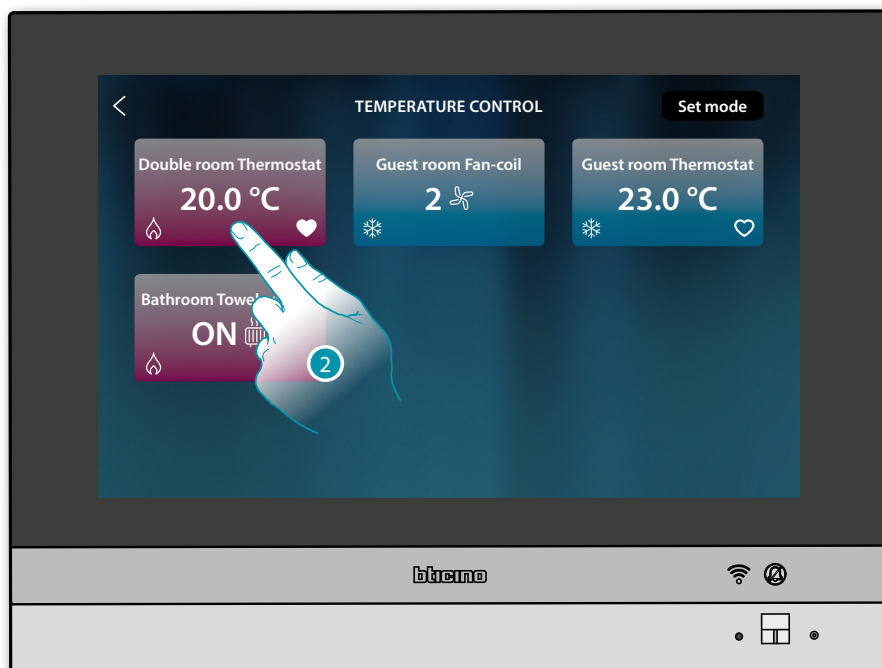 TEMPERATURE CONTROL
Set mode
Double room Thermostat
20.0 °C
Guest room Fan-coil
2
Guest room Thermostat
23.0 °C
Bathroom
ON
2
bticino